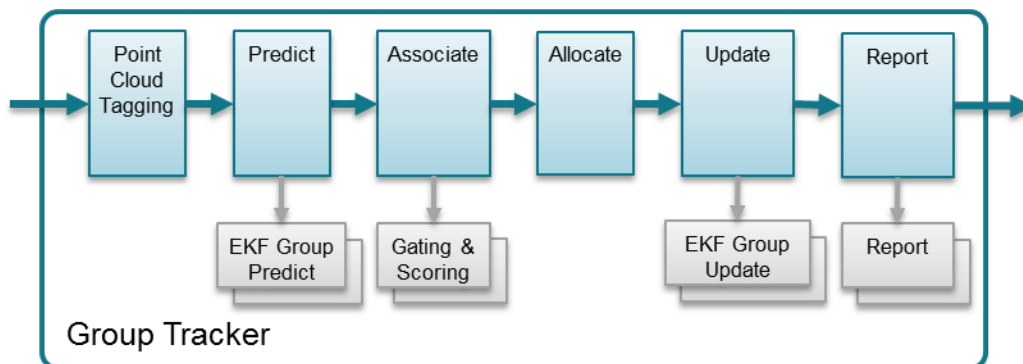 Point
Cloud
Tagging
Predict
Associate
Allocate
Update
Report
EKF Group
Predict
Gating &
Scoring
EKF Group
Update
Report
Group Tracker